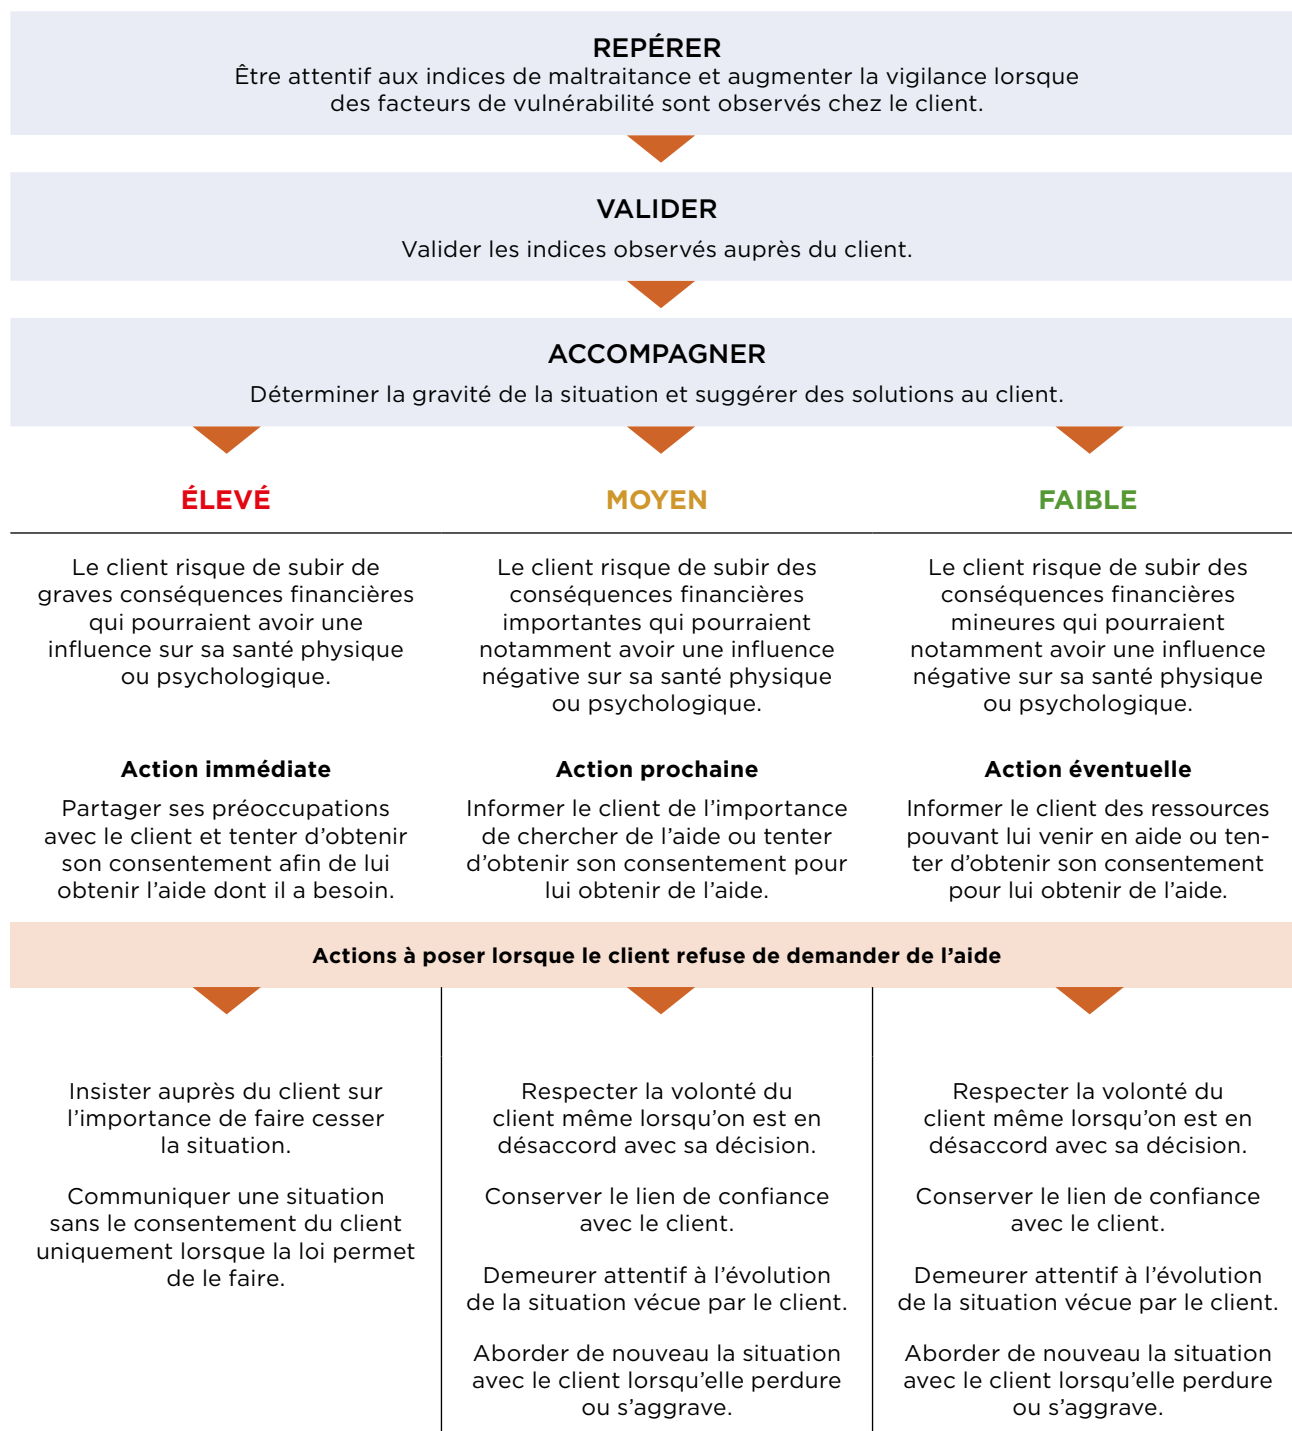 REPÉRER
Être attentif aux indices de maltraitance et augmenter la vigilance lorsque
des facteurs de vulnérabilité sont observés chez le client.
VALIDER
Valider les indices observés auprès du client.
ACCOMPAGNER
Déterminer la gravité de la situation et suggérer des solutions au client.
ÉLEVÉ
Le client risque de subir de
graves conséquences financières
qui pourraient avoir une
influence sur sa santé physique
ou psychologique.
Action immédiate
Partager ses préoccupations
avec le client et tenter d’obtenir
son consentement afin de lui
obtenir l’aide dont il a besoin.
MOYEN
Le client risque de subir des
conséquences financières
importantes qui pourraient
notamment avoir une influence
négative sur sa santé physique
ou psychologique.
Action prochaine
Informer le client de l’importance
de chercher de l’aide ou tenter
d’obtenir son consentement pour
lui obtenir de l’aide.
FAIBLE
Le client risque de subir des
conséquences financières
mineures qui pourraient
notamment avoir une influence
négative sur sa santé physique
ou psychologique.
Action éventuelle
Informer le client des ressources
pouvant lui venir en aide ou ten-
ter d’obtenir son consentement
pour lui obtenir de l’aide.
Actions à poser lorsque le client refuse de demander de l’aide
Insister auprès du client sur
l’importance de faire cesser
la situation.
Communiquer une situation
sans le consentement du client
uniquement lorsque la loi permet
de le faire.
Respecter la volonté du
client même lorsqu’on est en
désaccord avec sa décision.
Conserver le lien de confiance
avec le client.
Demeurer attentif à l’évolution
de la situation vécue par le client.
Aborder de nouveau la situation
avec le client lorsqu’elle perdure
ou s’aggrave.
Respecter la volonté du
client même lorsqu’on est en
désaccord avec sa décision.
Conserver le lien de confiance
avec le client.
Demeurer attentif à l’évolution
de la situation vécue par le client.
Aborder de nouveau la situation
avec le client lorsqu’elle perdure
ou s’aggrave.